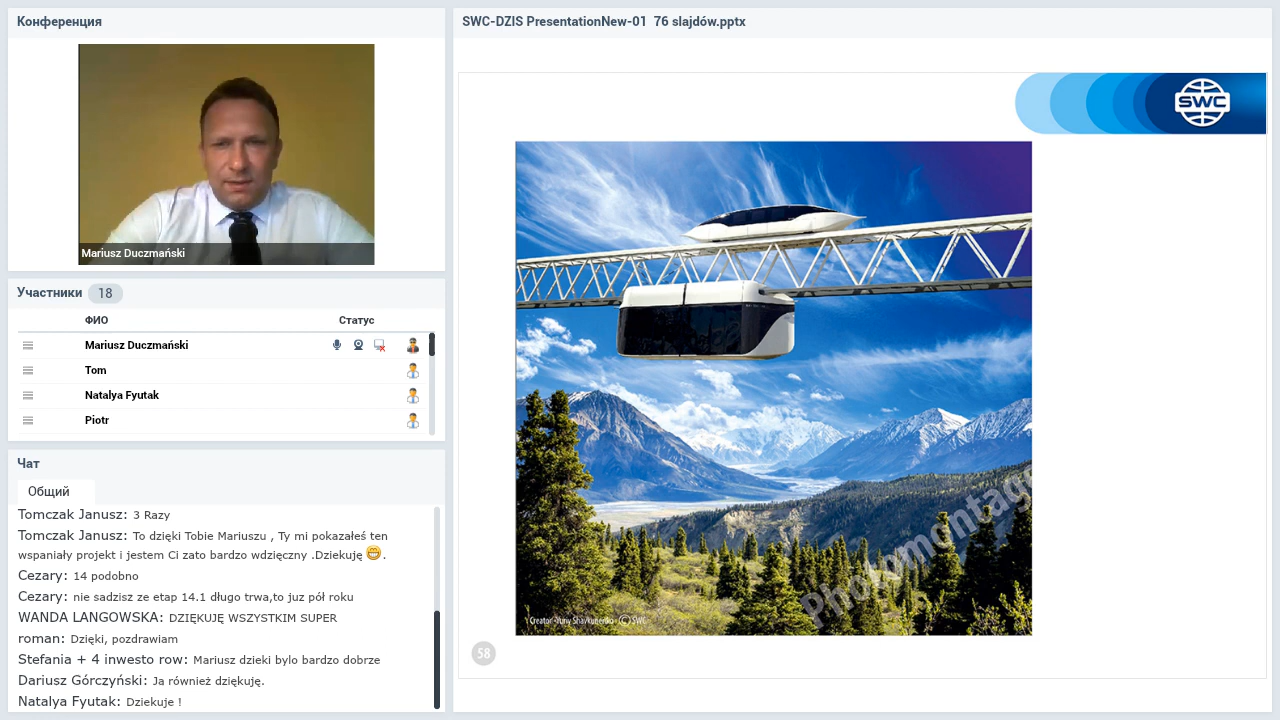 Конференция
Mariusz Duczmański
Участники 18
ФИО Статус
Mariusz Duczmański
Tom
Natalya Fyutak
Piotr
Чат
Общий
Tomczak Janusz: 3 Razy
Tomczak Janusz: To dzięki Tobie Mariuszu , Ty mi pokazałeś ten
wspaniały projekt i jestem Ci zato bardzo wdzięczny .Dziekuję 😁.
Cezary: 14 podobno
Cezary: nie sadzisz ze etap 14.1 długo trwa,to juz pół roku
WANDA LANGOWSKA: DZIĘKUJĘ WSZYSTKIM SUPER
roman: Dzięki, pozdrawiam
Stefania + 4 inwesto row: Mariusz dzieki bylo bardzo dobrze
Dariusz Górczyński: Ja również dziękuję.
Natalya Fyutak: Dziekuje !
SWC-DZIS PresentationNew-01 76 slajdów.pptx
SWC
Photomontage
Creator -Yuriy Shavkunenko - (C) SWC
58